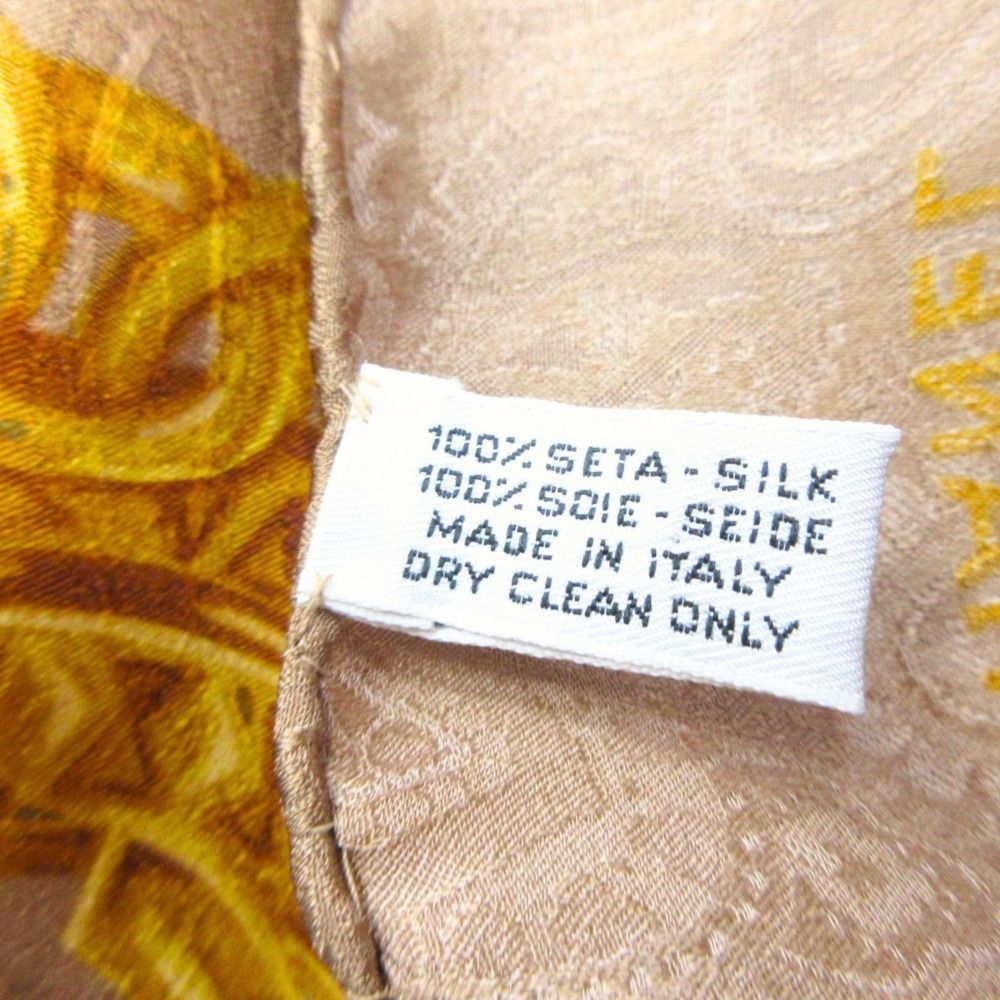 100% SETA - SILK
100% SOIE - SEIDE
MADE IN ITALY
DRY CLEAN ONLY